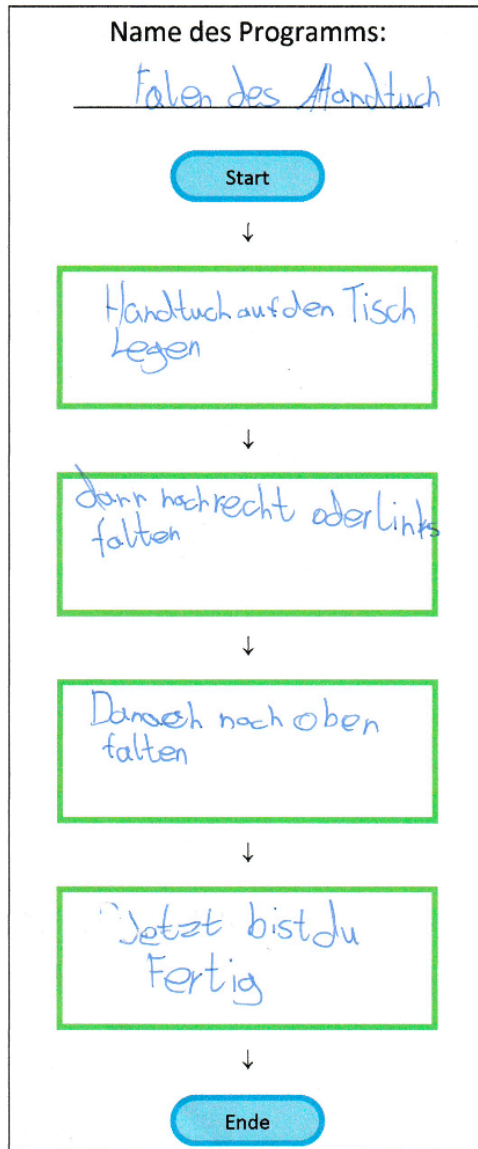 Name des Programms:
Falen des Handtuch
Start
↓
Handtuch auf den Tisch
Legen
↓
dann nach recht oder links
falten
↓
Danach nach oben
falten
↓
Jetzt bist du
Fertig
↓
Ende